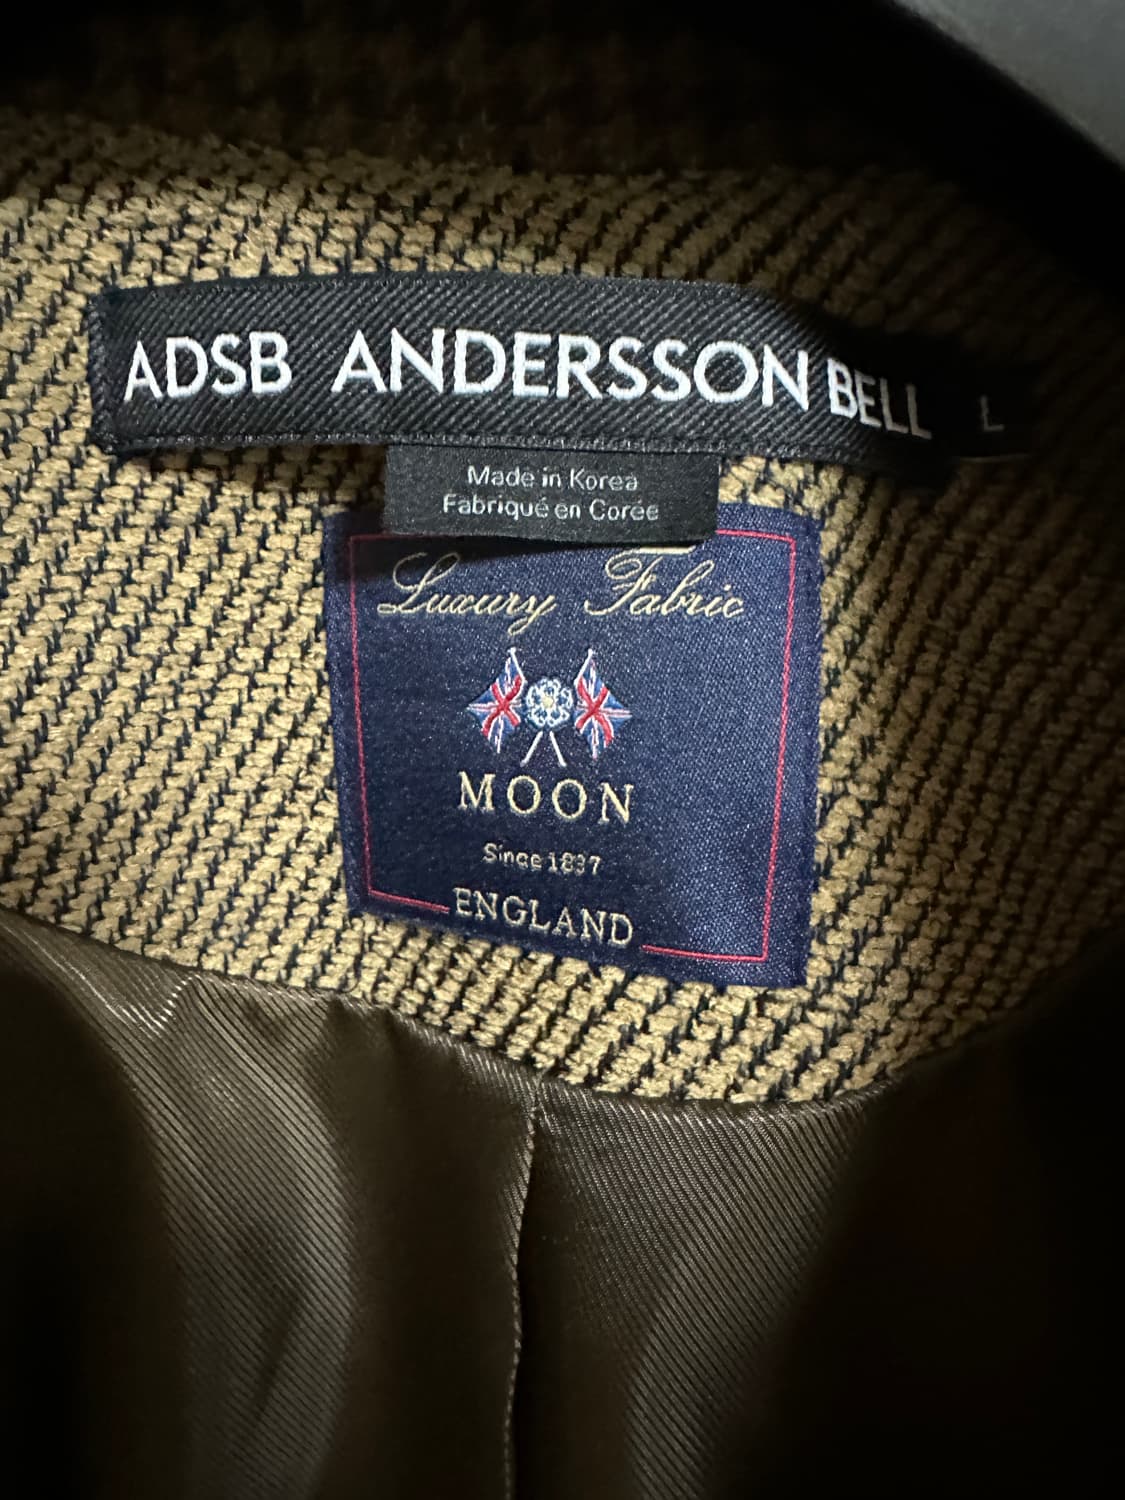 ADSB ANDERSSON BELL L
Made in Korea
Fabriqué en Corée
Luxury Fabric
MOON
Since 1837
ENGLAND